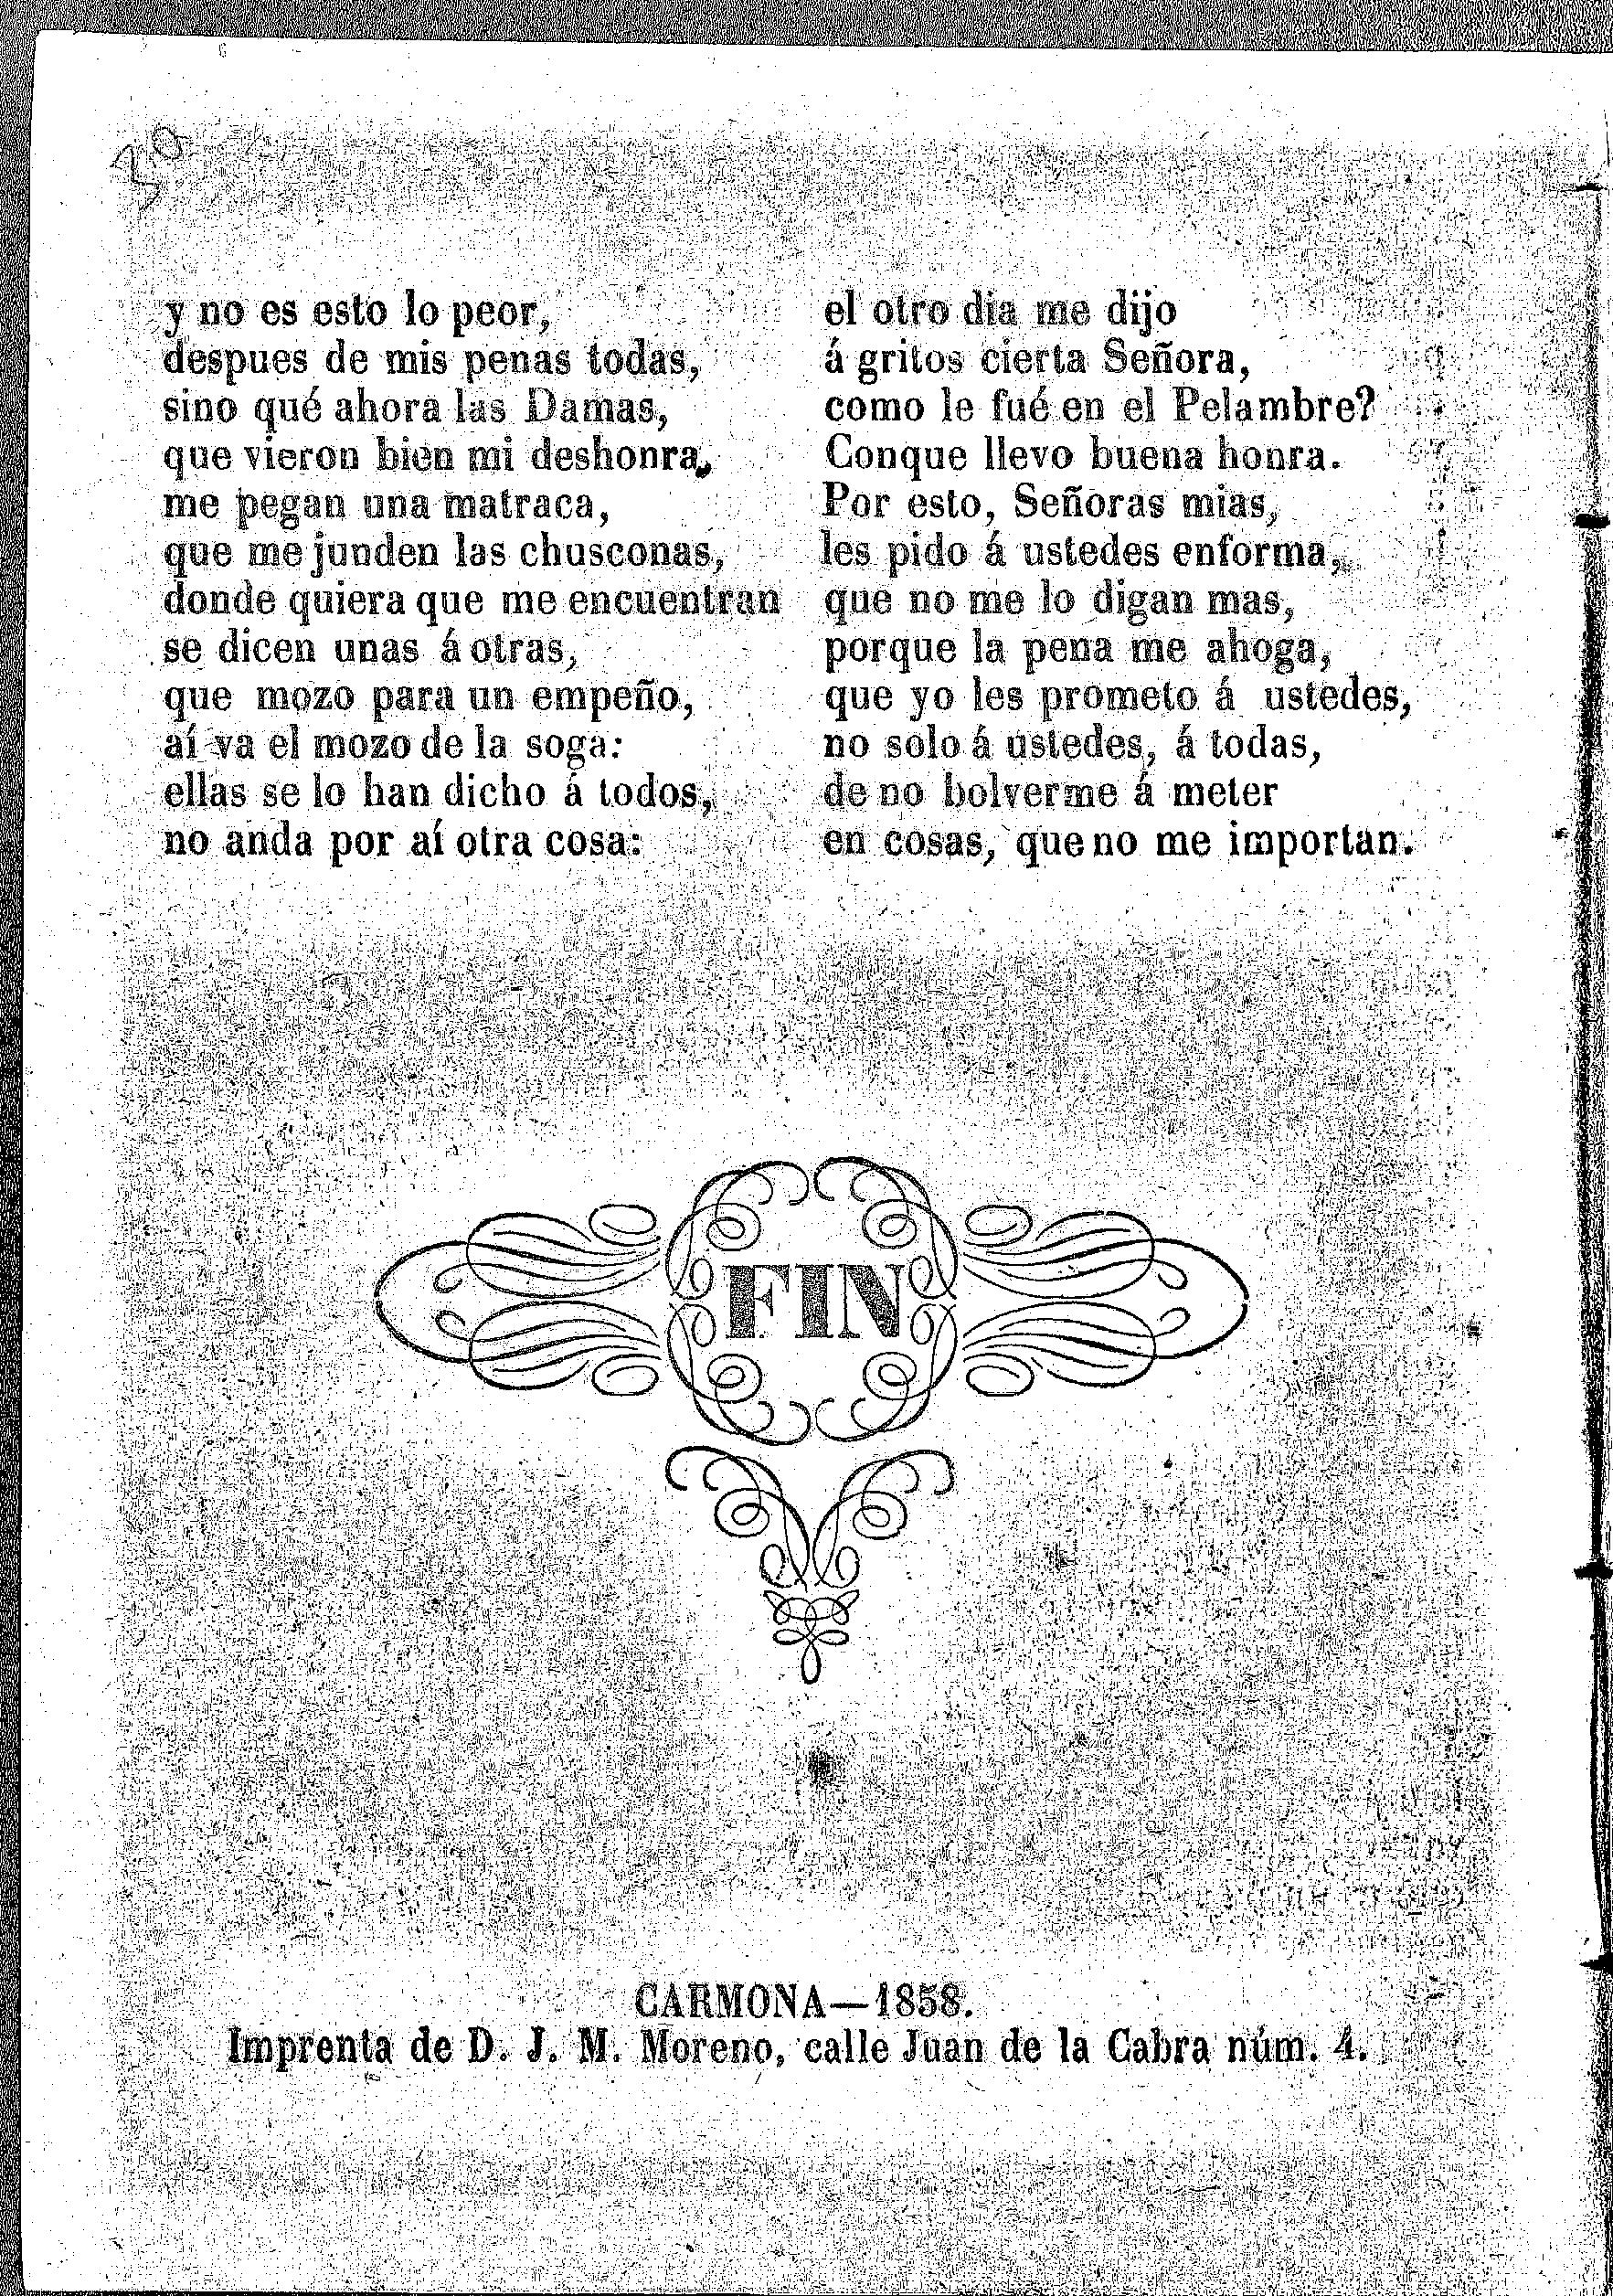 y no es esto lo peor,
despues de mis penas todas,
sino qué ahora las Damas,
que vieron bien mi deshonra,
me pegan una matraca,
que me junden las chusconas,
donde quiera que me encuentran
se dicen unas á otras,
que mozo para un empeño,
aí va el mozo de la soga:
ellas se lo han dicho á todos,
no anda por aí otra cosa:
el otro dia me dijo
á gritos cierta Señora,
como le fué en el Pelambre?
Conque llevo buena honra.
Por esto, Señoras mias,
les pido á ustedes enforma,
que no me lo digan mas,
porque la pena me ahoga,
que yo les prometo á ustedes,
no solo á ustedes, á todas,
de no bolverme á meter
en cosas, que no me importan.
FIN
CARMONA—1858.
Imprenta de D. J. M. Moreno, calle Juan de la Cabra núm. 4.